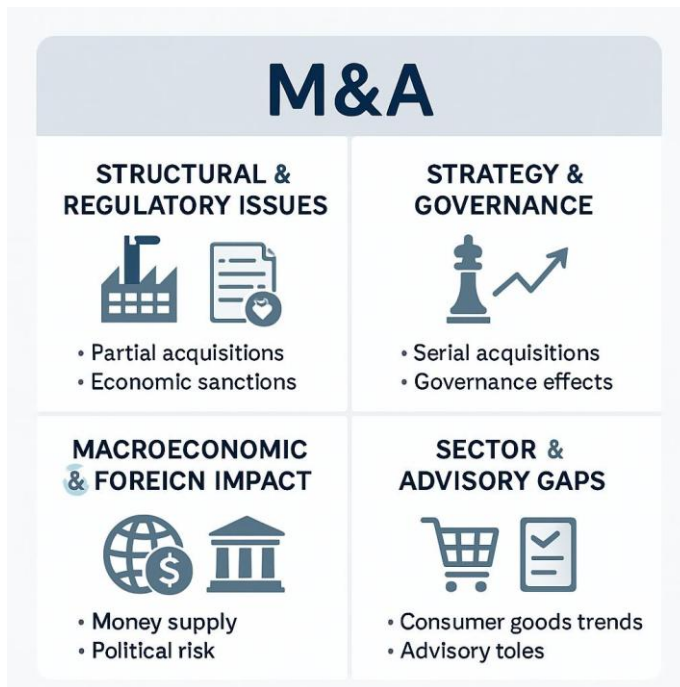 M&A
STRUCTURAL &
REGULATORY ISSUES
• Partial acquisitions
• Economic sanctions
STRATEGY &
GOVERNANCE
• Serial acquisitions
• Governance effects
MACROECONOMIC
& FOREICN IMPACT
$
• Money supply
• Political risk
SECTOR &
ADVISORY GAPS
• Consumer goods trends
• Advisory toles